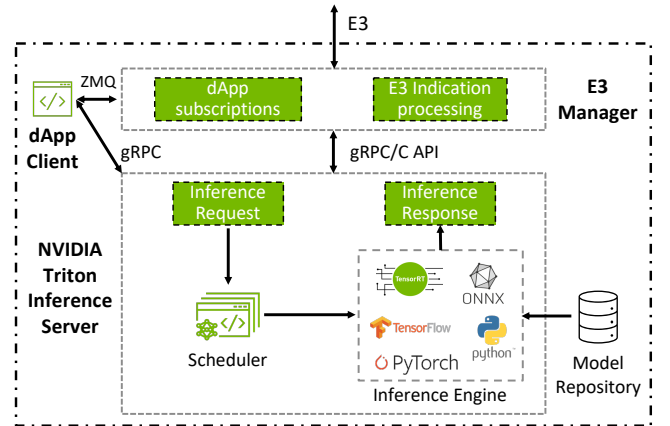 E3
ZMQ
dApp
subscriptions
E3 Indication
processing
E3
Manager
</>
dApp
Client
gRPC
gRPC/C API
Inference
Request
Inference
Response
NVIDIA
Triton
Inference
Server
TensorRT
ONNX
</>
TensorFlow
python™
PyTorch
Scheduler
Inference Engine
Model
Repository